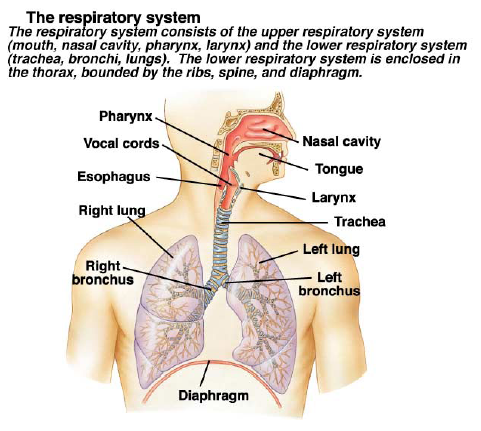 The respiratory system
The respiratory system consists of the upper respiratory system
(mouth, nasal cavity, pharynx, larynx) and the lower respiratory system
(trachea, bronchi, lungs).  The lower respiratory system is enclosed in
the thorax, bounded by the ribs, spine, and diaphragm.
Pharynx
Vocal cords
Nasal cavity
Tongue
Esophagus
Larynx
Right lung
Trachea
Left lung
Right
bronchus
Left
bronchus
Diaphragm